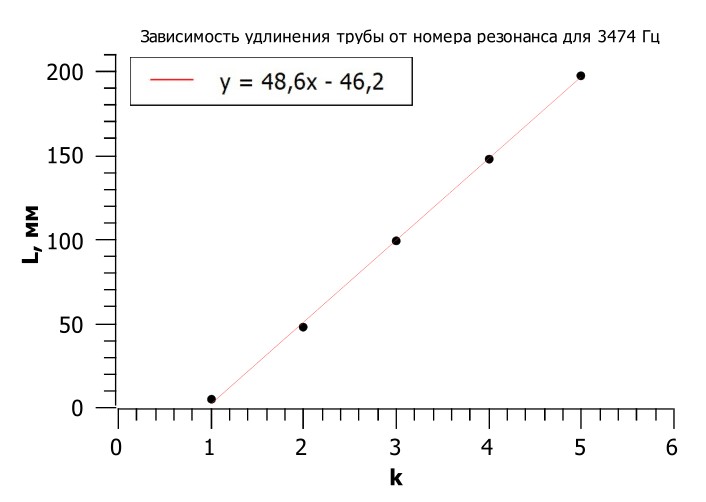 Зависимость удлинения трубы от номера резонанса для 3474 Гц
y = 48,6x - 46,2
200
150
100
50
0
L, мм
0 1 2 3 4 5 6
k